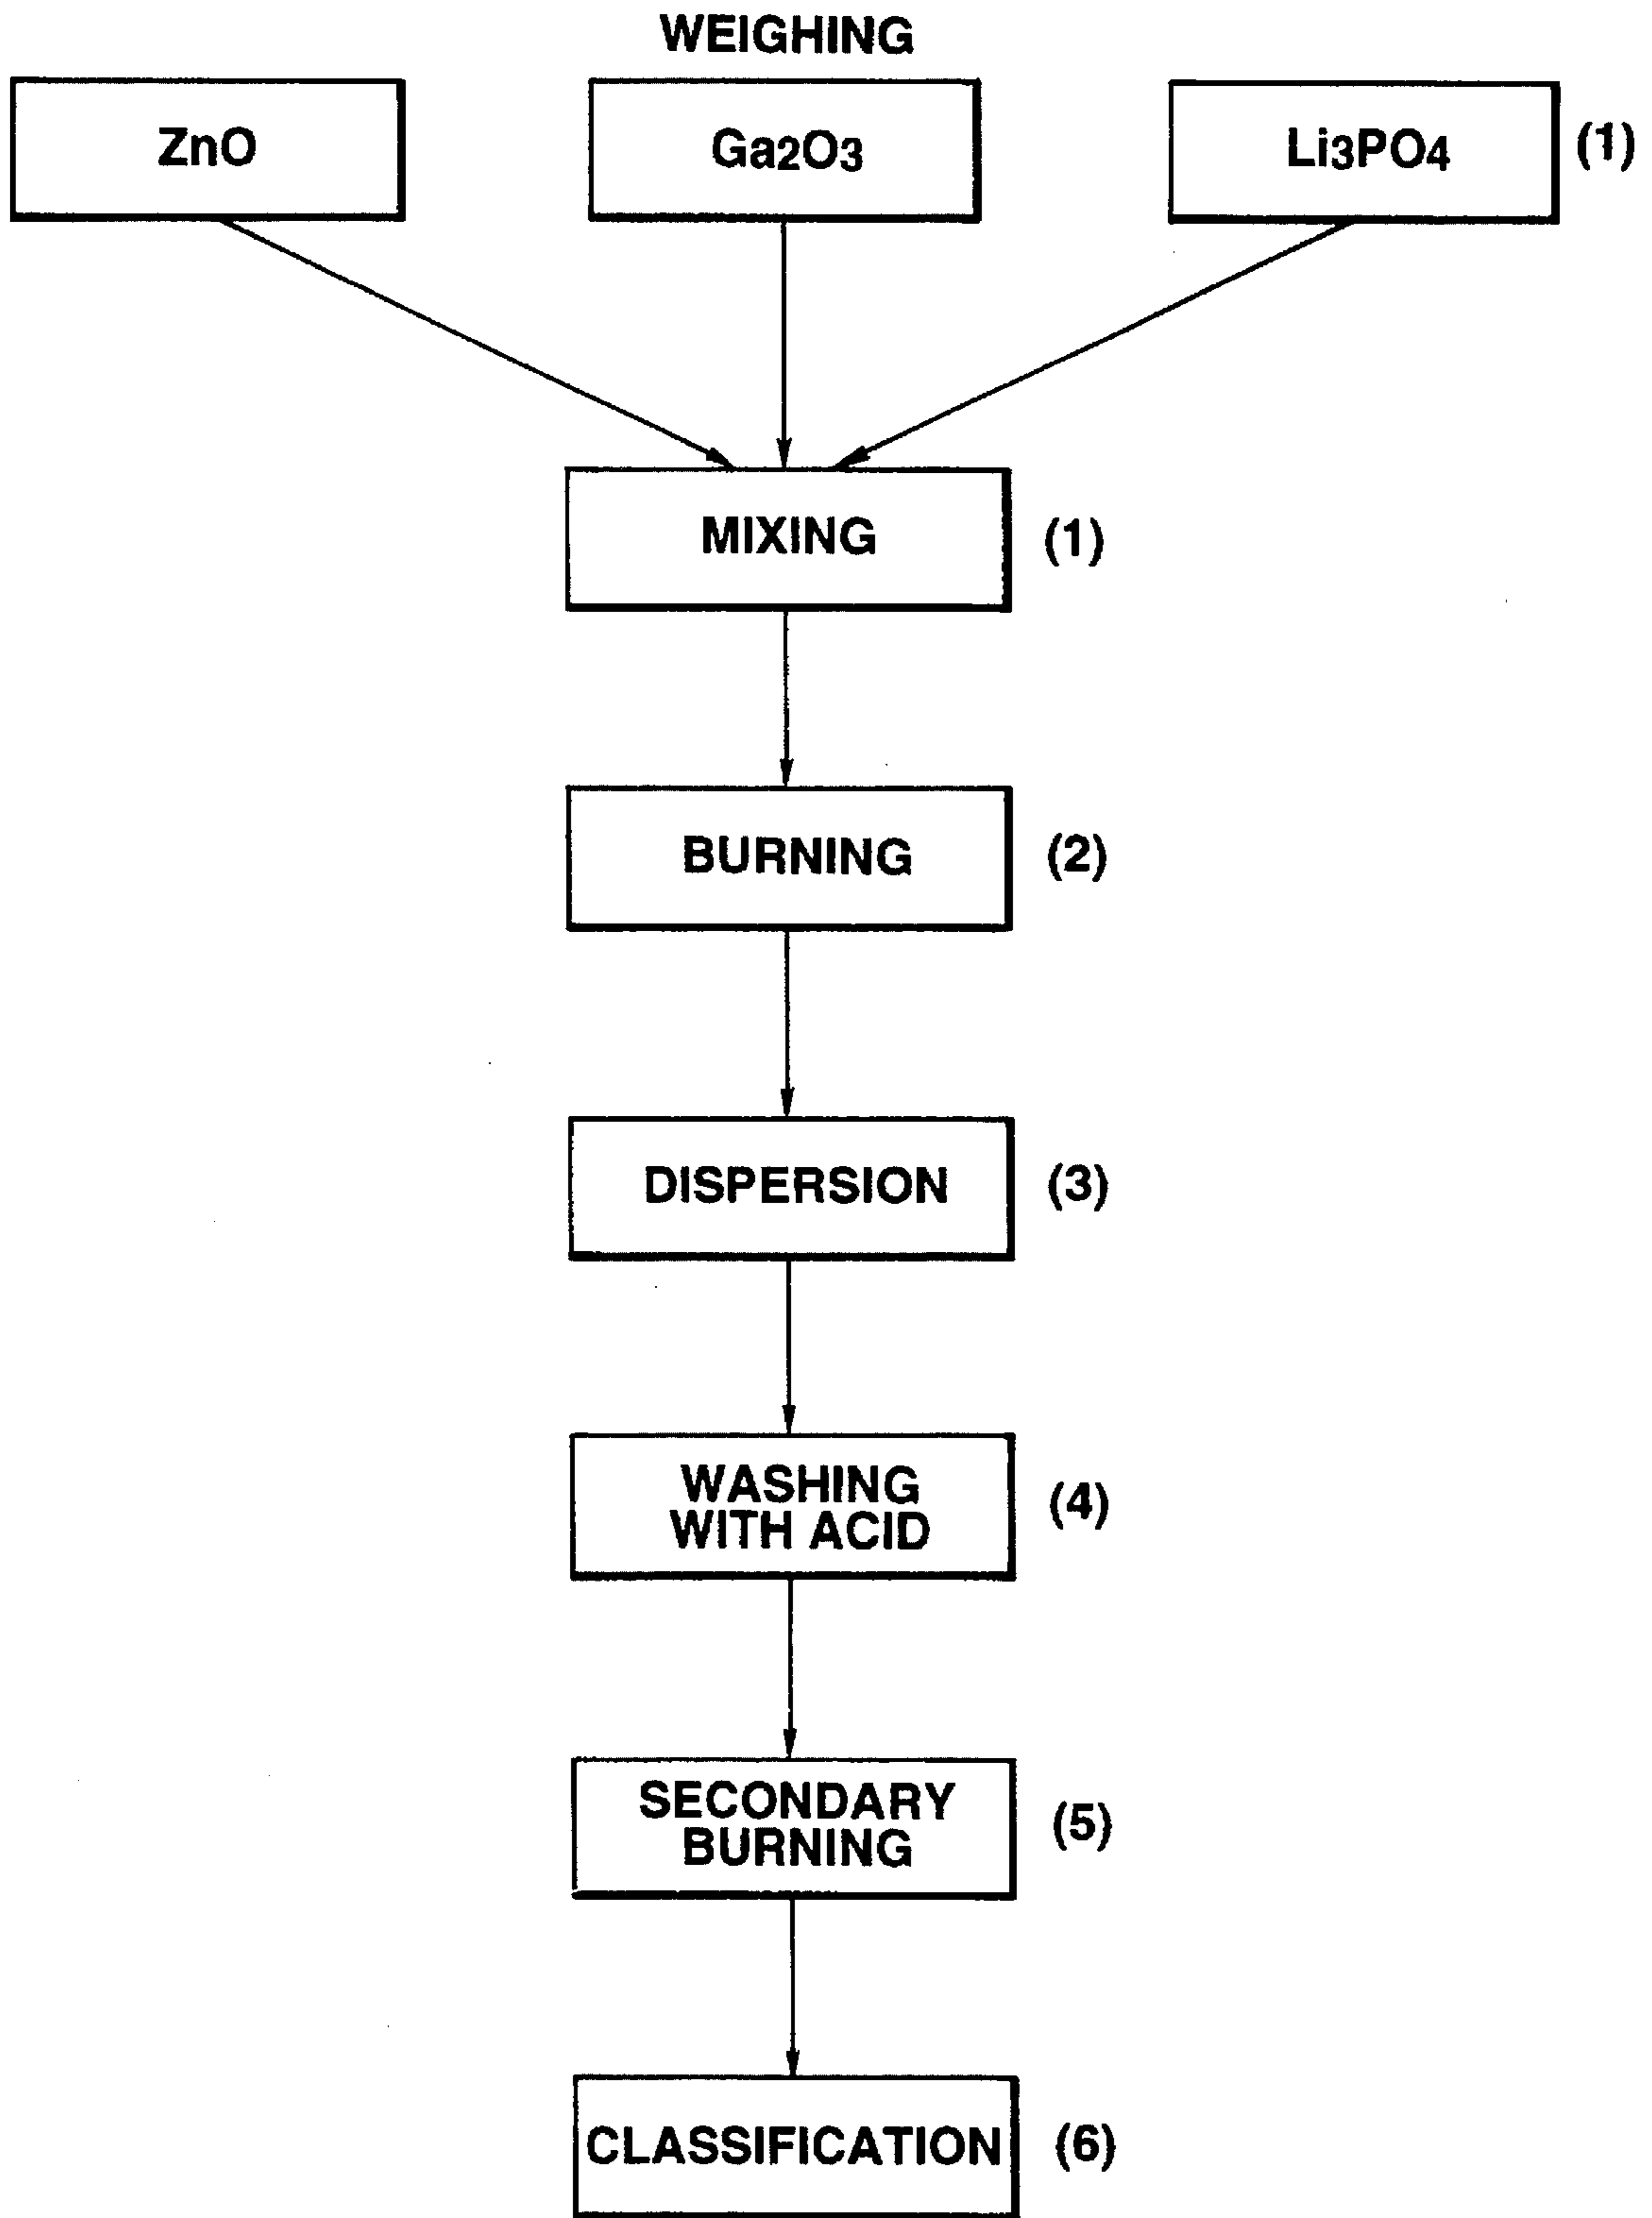 WEIGHING
ZnO
Ga2O3
Li3PO4
(1)
MIXING
(1)
BURNING
(2)
DISPERSION
(3)
WASHING
WITH ACID
(4)
SECONDARY
BURNING
(5)
CLASSIFICATION
(6)